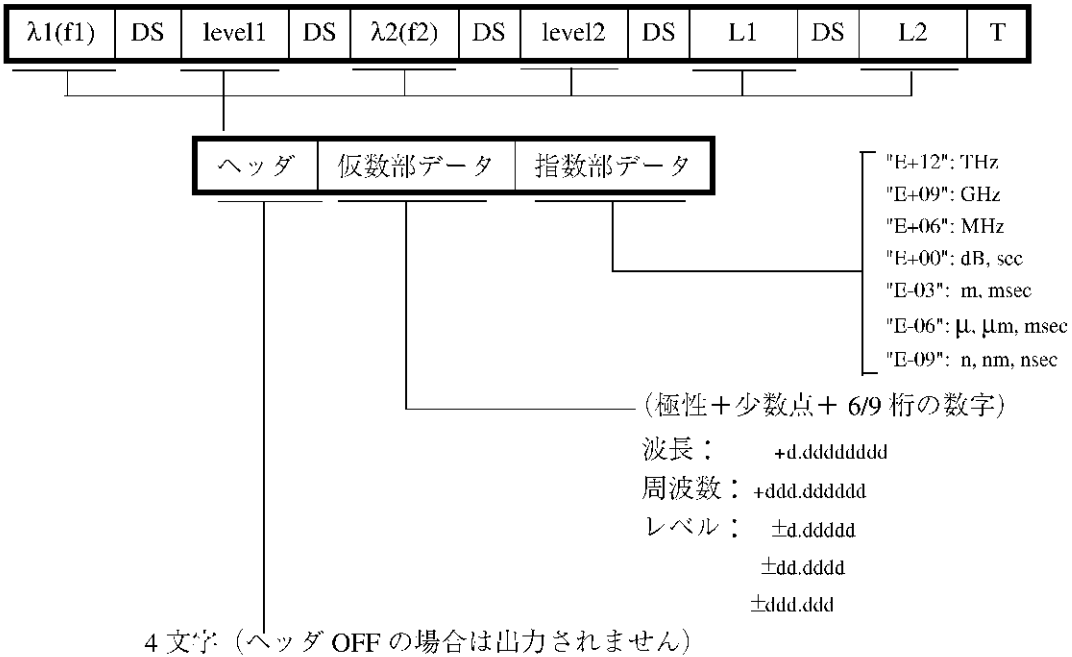 λ1(f1) DS level1 DS λ2(f2) DS level2 DS L1 DS L2 T
ヘッダ 仮数部データ 指数部データ
"E+12": THz
"E+09": GHz
"E+06": MHz
"E+00": dB, sec
"E-03": m, msec
"E-06": μ, μm, msec
"E-09": n, nm, nsec
(極性＋少数点＋ 6/9 桁の数字)
波長： +d.dddddddd
周波数： +ddd.dddddd
レベル： ±d.ddddd
±dd.dddd
±ddd.ddd
4 文字（ヘッダ OFF の場合は出力されません）